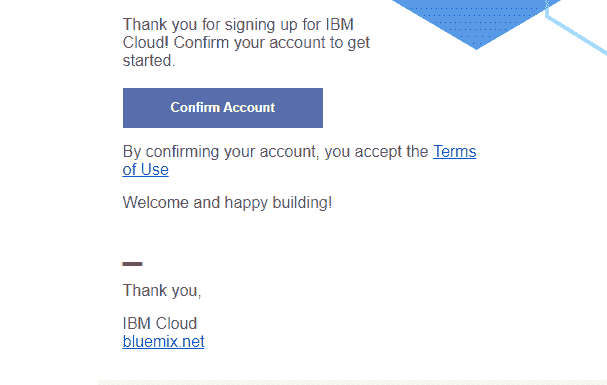 Thank you for signing up for IBM
Cloud! Confirm your account to get
started.
Confirm Account
By confirming your account, you accept the Terms
of Use
Welcome and happy building!
Thank you,
IBM Cloud
bluemix.net